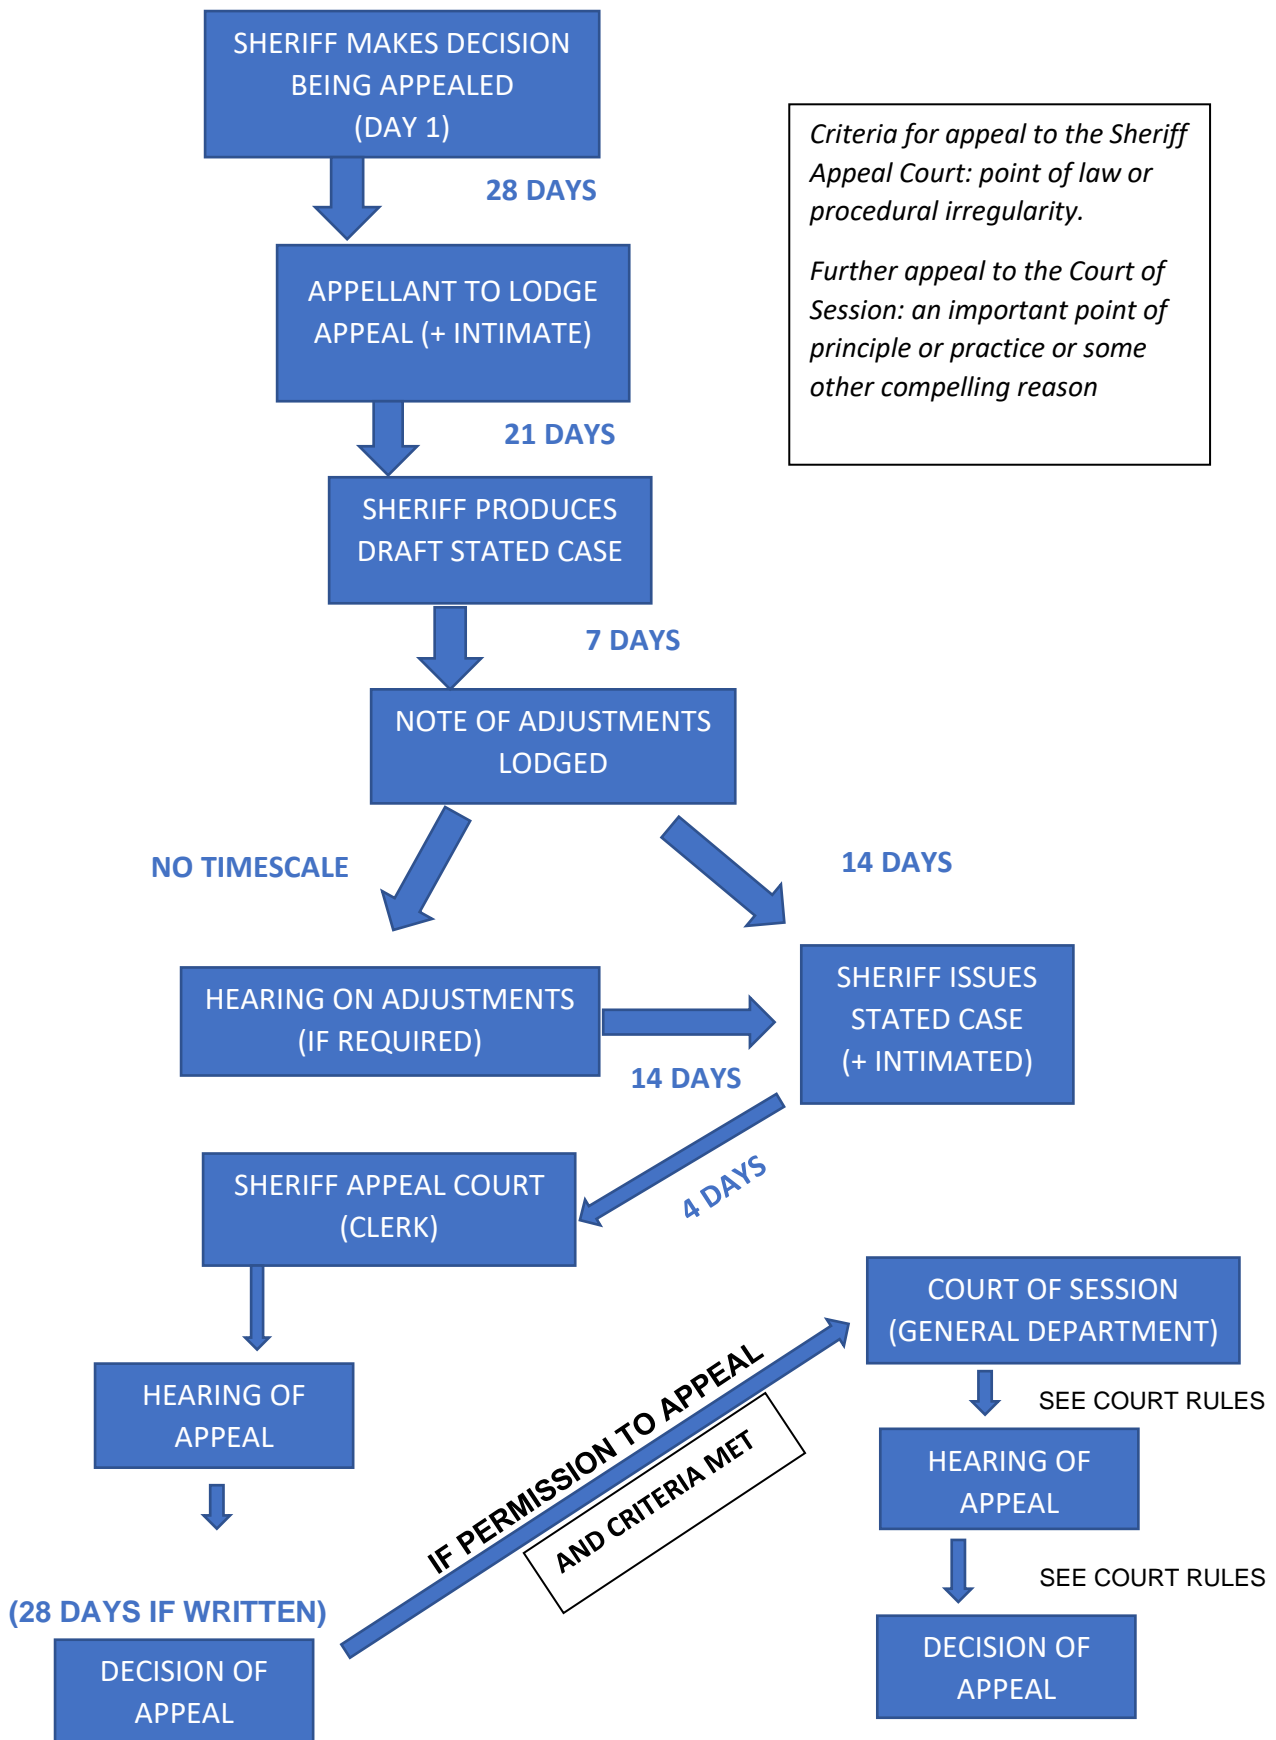 SHERIFF MAKES DECISION
BEING APPEALED
(DAY 1)
Criteria for appeal to the Sheriff
Appeal Court: point of law or
procedural irregularity.
Further appeal to the Court of
Session: an important point of
principle or practice or some
other compelling reason
28 DAYS
APPELLANT TO LODGE
APPEAL (+ INTIMATE)
21 DAYS
SHERIFF PRODUCES
DRAFT STATED CASE
7 DAYS
NOTE OF ADJUSTMENTS
LODGED
NO TIMESCALE
14 DAYS
HEARING ON ADJUSTMENTS
(IF REQUIRED)
14 DAYS
SHERIFF ISSUES
STATED CASE
(+ INTIMATED)
4 DAYS
SHERIFF APPEAL COURT
(CLERK)
HEARING OF
APPEAL
(28 DAYS IF WRITTEN)
DECISION OF
APPEAL
IF PERMISSION TO APPEAL
AND CRITERIA MET
COURT OF SESSION
(GENERAL DEPARTMENT)
SEE COURT RULES
HEARING OF
APPEAL
SEE COURT RULES
DECISION OF
APPEAL